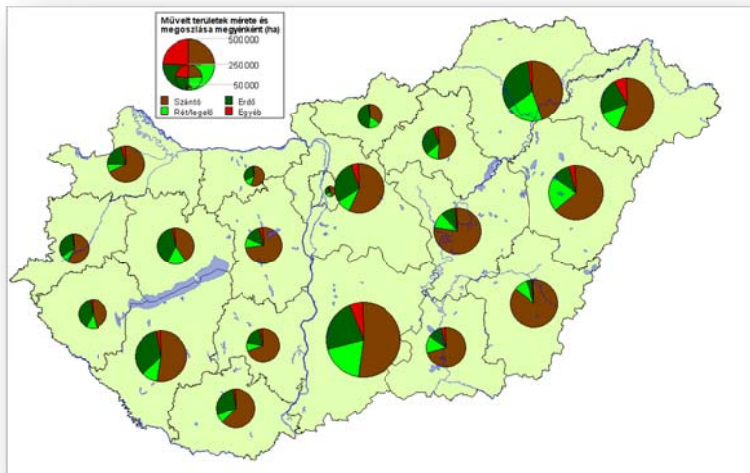 Művelt területek mérete és
megoszlása megyénként (ha)
500 000
250 000
50 000
Szántó
Erdő
Rét/legelő
Egyéb